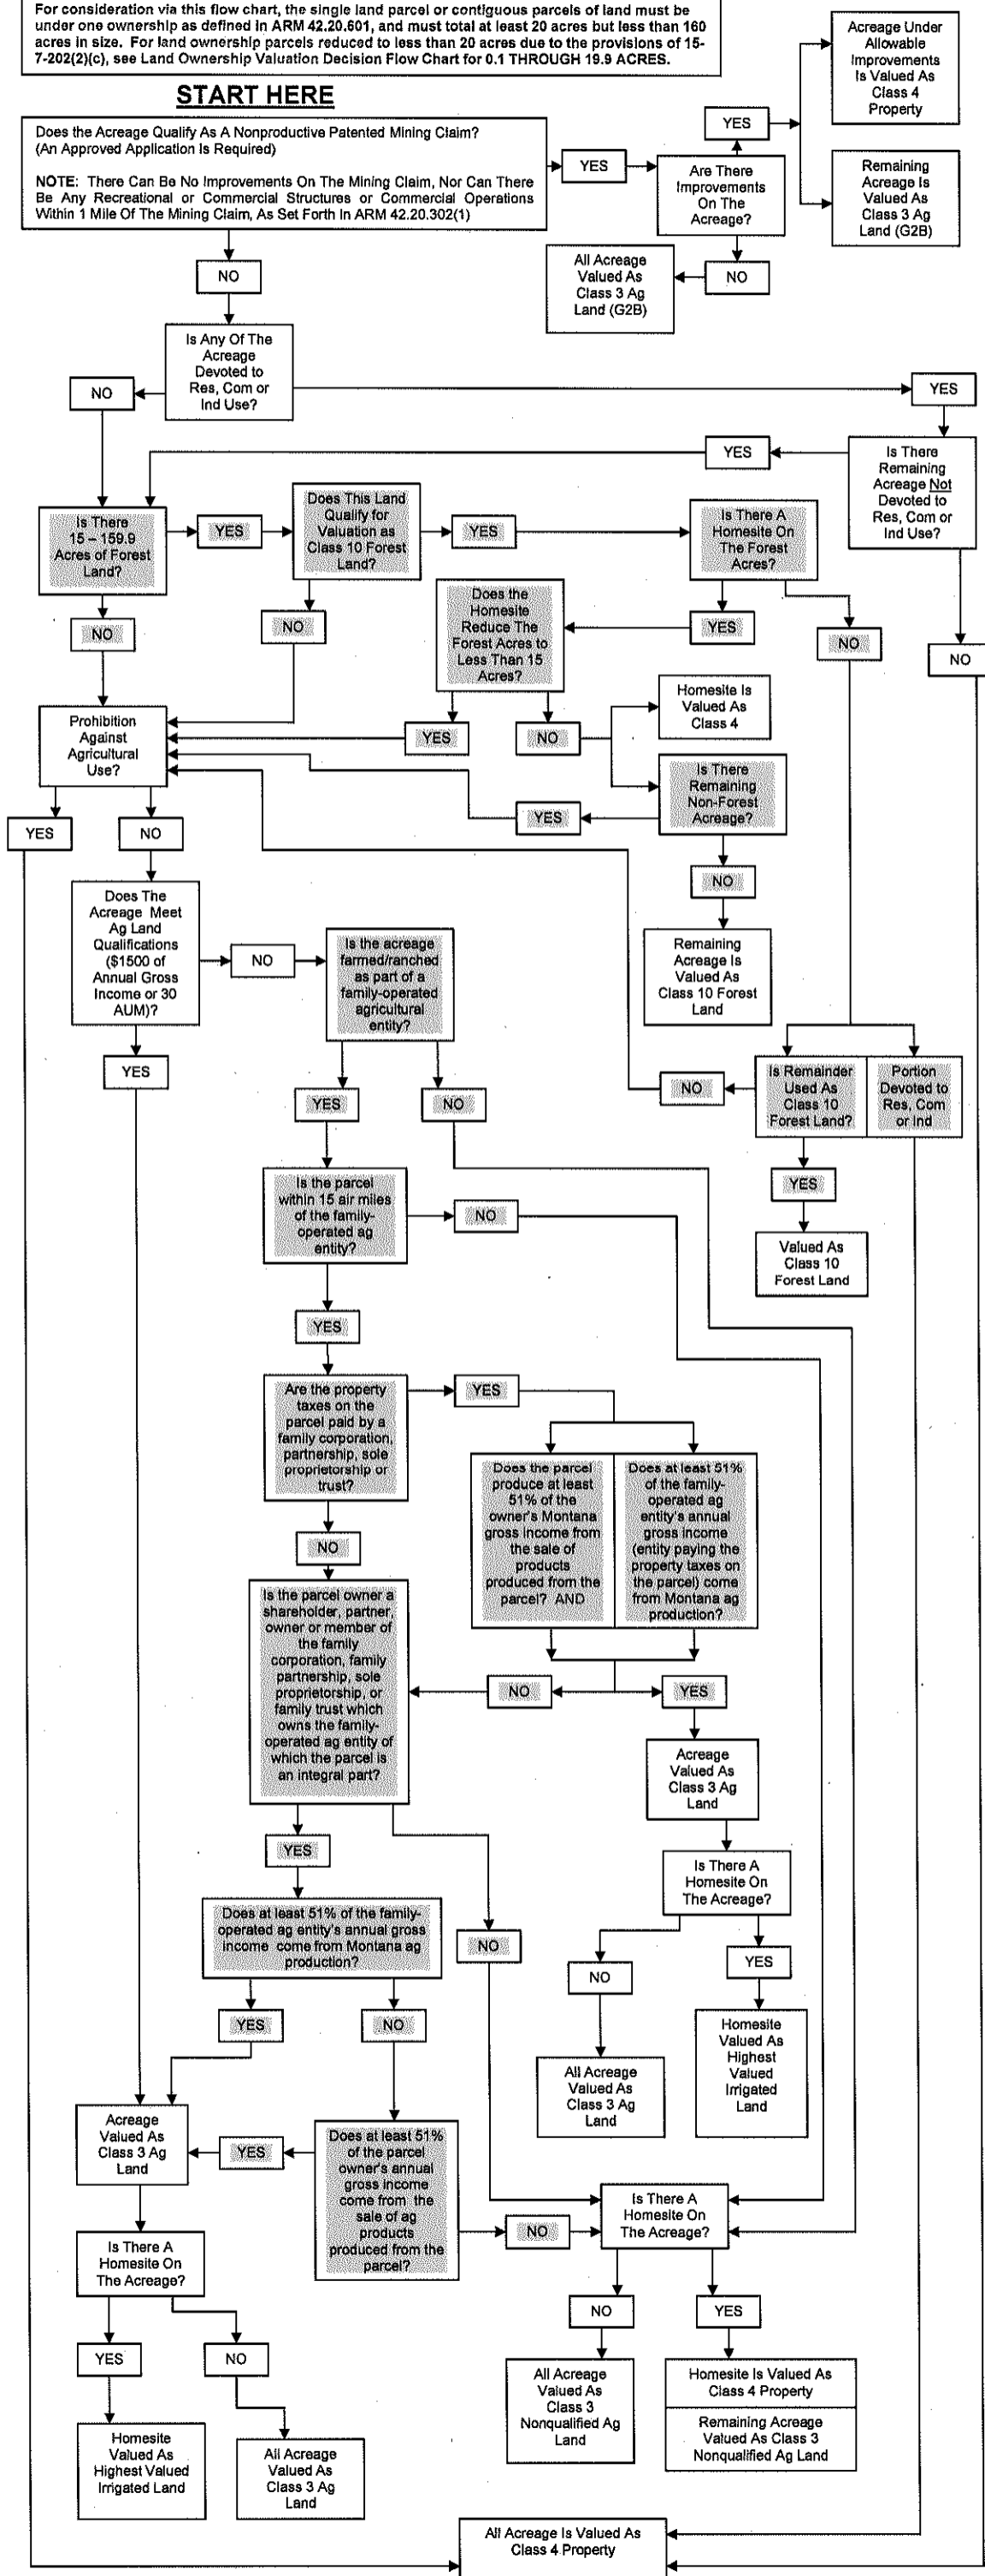 For consideration via this flow chart, the single land parcel or contiguous parcels of land must be
under one ownership as defined in ARM 42.20.601, and must total at least 20 acres but less than 160
acres in size. For land ownership parcels reduced to less than 20 acres due to the provisions of 15-
7-202(2)(c), see Land Ownership Valuation Decision Flow Chart for 0.1 THROUGH 19.9 ACRES.
START HERE
Does the Acreage Qualify As A Nonproductive Patented Mining Claim?
(An Approved Application Is Required)
NOTE: There Can Be No Improvements On The Mining Claim, Nor Can There
Be Any Recreational or Commercial Structures or Commercial Operations
Within 1 Mile Of The Mining Claim, As Set Forth In ARM 42.20.302(1)
YES
Are There
Improvements
On The
Acreage?
YES
Acreage Under
Allowable
Improvements
Is Valued As
Class 4
Property
Remaining
Acreage Is
Valued As
Class 3 Ag
Land (G2B)
NO
All Acreage
Valued As
Class 3 Ag
Land (G2B)
NO
Is Any Of The
Acreage
Devoted to
Res, Com or
Ind Use?
NO
YES
Is There
Remaining
Acreage Not
Devoted to
Res, Com or
Ind Use?
YES
NO
Is There
15 – 159.9
Acres of Forest
Land?
YES
Does This Land
Qualify for
Valuation as
Class 10 Forest
Land?
YES
Is There A
Homesite On
The Forest
Acres?
NO
NO
YES
NO
Does the
Homesite
Reduce The
Forest Acres to
Less Than 15
Acres?
YES
NO
Homesite Is
Valued As
Class 4
Is There
Remaining
Non-Forest
Acreage?
YES
NO
Remaining
Acreage Is
Valued As
Class 10 Forest
Land
Prohibition
Against
Agricultural
Use?
YES
NO
Does The
Acreage Meet
Ag Land
Qualifications
($1500 of
Annual Gross
Income or 30
AUM)?
NO
YES
Is the acreage
farmed/ranched
as part of a
family-operated
agricultural
entity?
YES
NO
Is Remainder
Used As
Class 10
Forest Land?
Portion
Devoted to
Res, Com
or Ind
NO
YES
Valued As
Class 10
Forest Land
Is the parcel
within 15 air miles
of the family-
operated ag
entity?
NO
YES
Are the property
taxes on the
parcel paid by a
family corporation,
partnership, sole
proprietorship or
trust?
YES
NO
Does the parcel
produce at least
51% of the
owner's Montana
gross income from
the sale of
products
produced from the
parcel? AND
Does at least 51%
of the family-
operated ag
entity's annual
gross income
(entity paying the
property taxes on
the parcel) come
from Montana ag
production?
NO
YES
Is the parcel owner a
shareholder, partner,
owner or member of
the family
corporation, family
partnership, sole
proprietorship, or
family trust which
owns the family-
operated ag entity of
which the parcel is
an integral part?
YES
NO
Acreage
Valued As
Class 3 Ag
Land
Is There A
Homesite On
The Acreage?
NO
YES
All Acreage
Valued As
Class 3 Ag
Land
Homesite
Valued As
Highest
Valued
Irrigated
Land
Does at least 51% of the family-
operated ag entity's annual gross
income come from Montana ag
production?
YES
NO
Acreage
Valued As
Class 3 Ag
Land
YES
Does at least 51%
of the parcel
owner's annual
gross income
come from the
sale of ag
products
produced from the
parcel?
NO
Is There A
Homesite On
The Acreage?
NO
YES
All Acreage
Valued As
Class 3
Nonqualified Ag
Land
Homesite Is Valued As
Class 4 Property
Remaining Acreage
Valued As Class 3
Nonqualified Ag Land
Is There A
Homesite On
The Acreage?
YES
NO
Homesite
Valued As
Highest Valued
Irrigated Land
All Acreage
Valued As
Class 3 Ag
Land
All Acreage Is Valued As
Class 4 Property